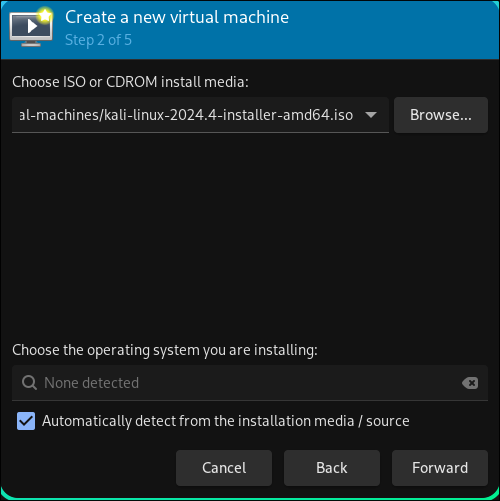 Create a new virtual machine
Step 2 of 5
Choose ISO or CDROM install media:
al-machines/kali-linux-2024.4-installer-amd64.iso
Browse...
Choose the operating system you are installing:
None detected
Automatically detect from the installation media / source
Cancel
Back
Forward